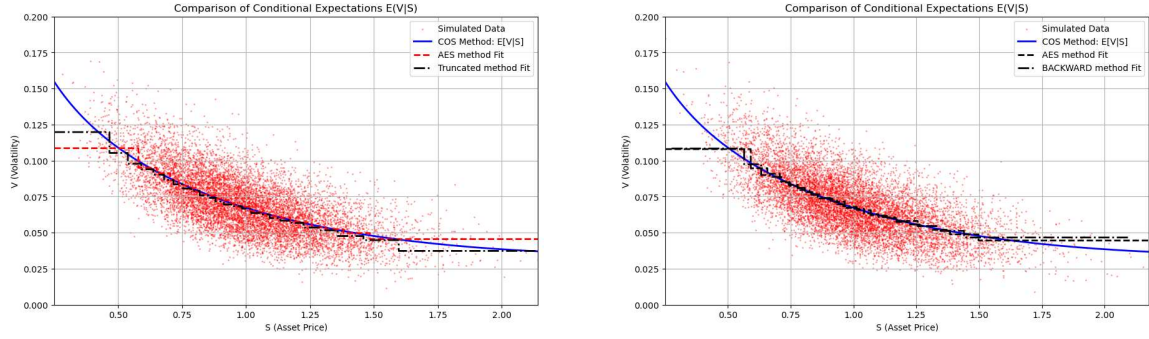 Comparison of Conditional Expectations E(V|S)
0.200
0.175
0.150
0.125
0.100
0.075
0.050
0.025
0.000
V (Volatility)
Simulated Data
COS Method: E[V|S]
AES method Fit
Truncated method Fit
0.50
0.75
1.00
1.25
1.50
1.75
2.00
S (Asset Price)
Comparison of Conditional Expectations E(V|S)
0.200
0.175
0.150
0.125
0.100
0.075
0.050
0.025
0.000
V (Volatility)
Simulated Data
COS Method: E[V|S]
AES method Fit
BACKWARD method Fit
0.50
0.75
1.00
1.25
1.50
1.75
2.00
S (Asset Price)